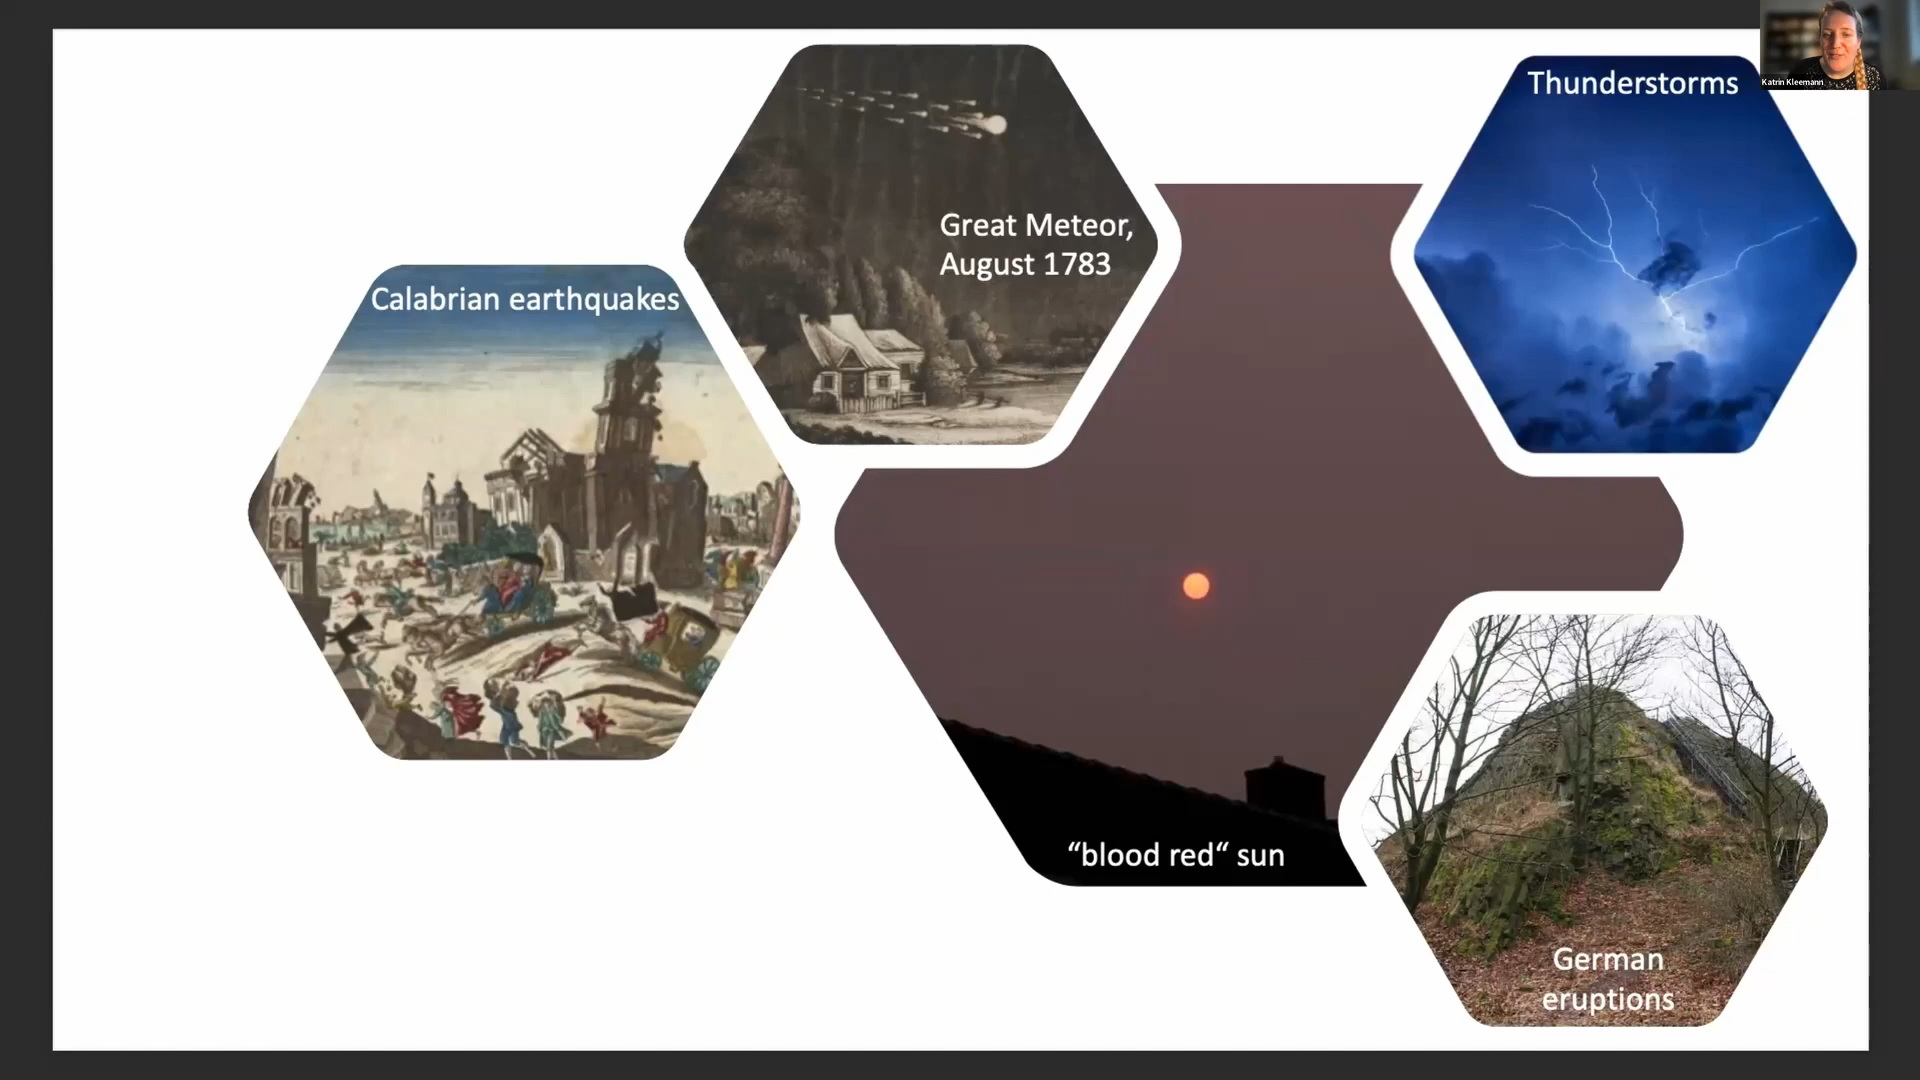 Thunderstorms
Katrin Kleemann
Great Meteor,
August 1783
Calabrian earthquakes
“blood red“ sun
German
eruptions